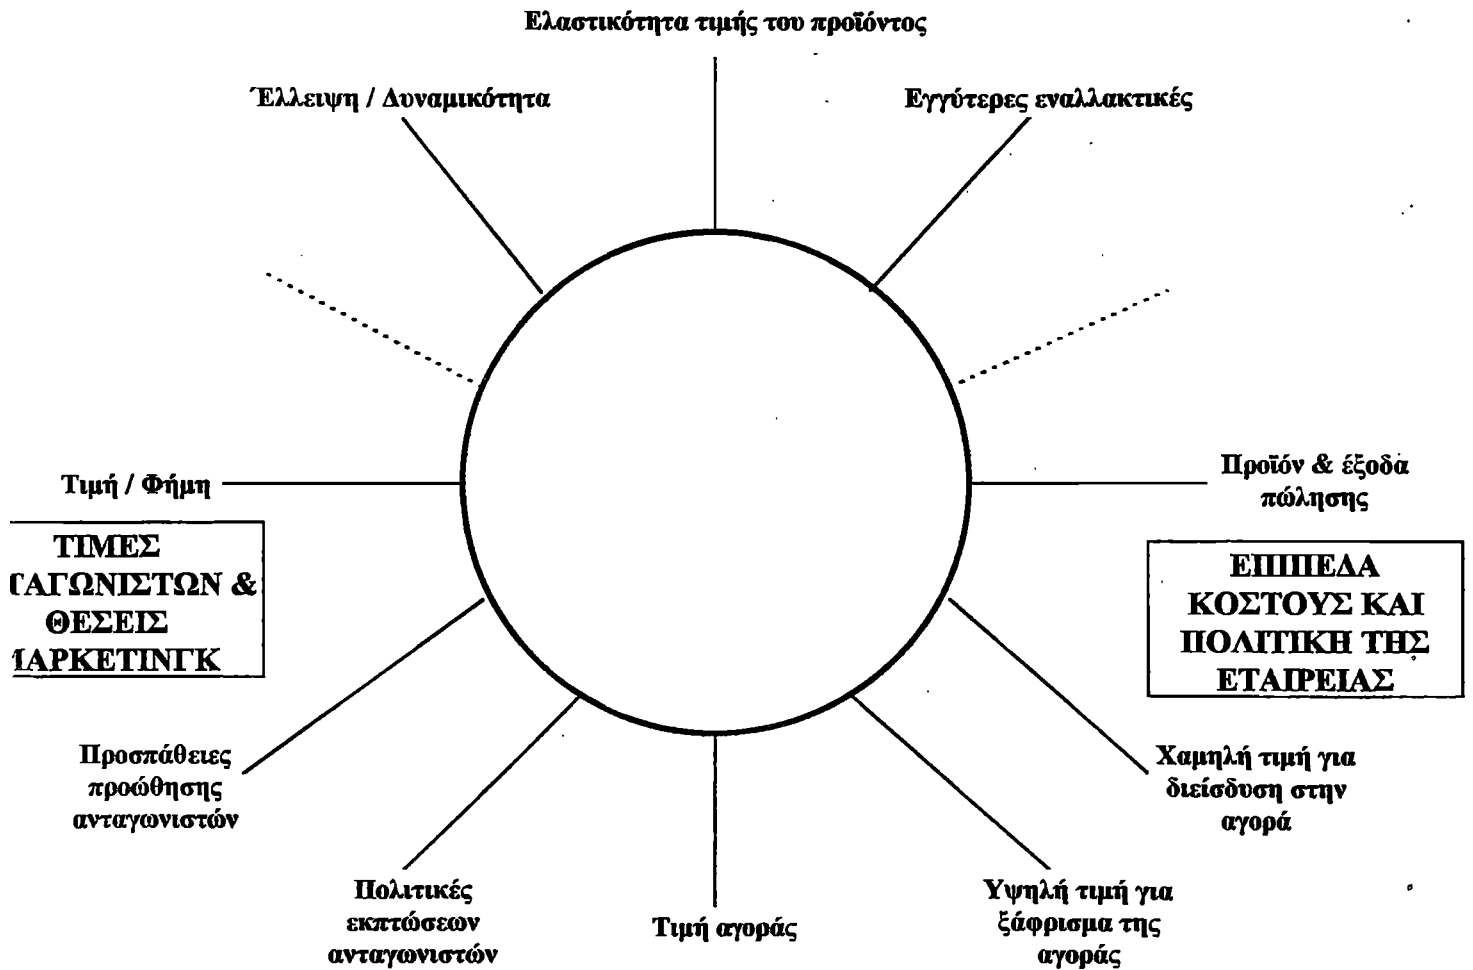 Ελαστικότητα τιμής του προϊόντος
Έλλειψη / Δυναμικότητα
Εγγύτερες εναλλακτικές
Τιμή / Φήμη
Προϊόν & έξοδα
πώλησης
ΤΙΜΕΣ
ΤΑΓΩΝΙΣΤΩΝ &
ΘΕΣΕΙΣ
ΜΑΡΚΕΤΙΝΓΚ
ΕΠΙΠΕΔΑ
ΚΟΣΤΟΥΣ ΚΑΙ
ΠΟΛΙΤΙΚΗ ΤΗΣ
ΕΤΑΙΡΕΙΑΣ
Προσπάθειες
προώθησης
ανταγωνιστών
Χαμηλή τιμή για
διείσδυση στην
αγορά
Πολιτικές
εκπτώσεων
ανταγωνιστών
Τιμή αγοράς
Υψηλή τιμή για
ξάφρισμα της
αγοράς